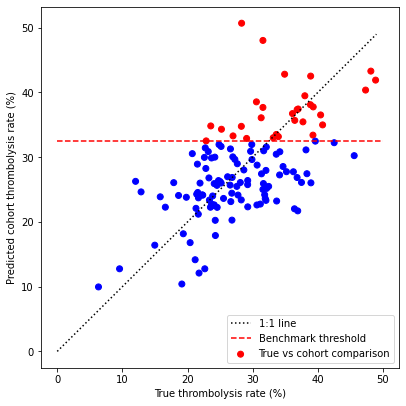 50
40
30
20
10
0
Predicted cohort thrombolysis rate (%)
1:1 line
Benchmark threshold
True vs cohort comparison
0 10 20 30 40 50
True thrombolysis rate (%)